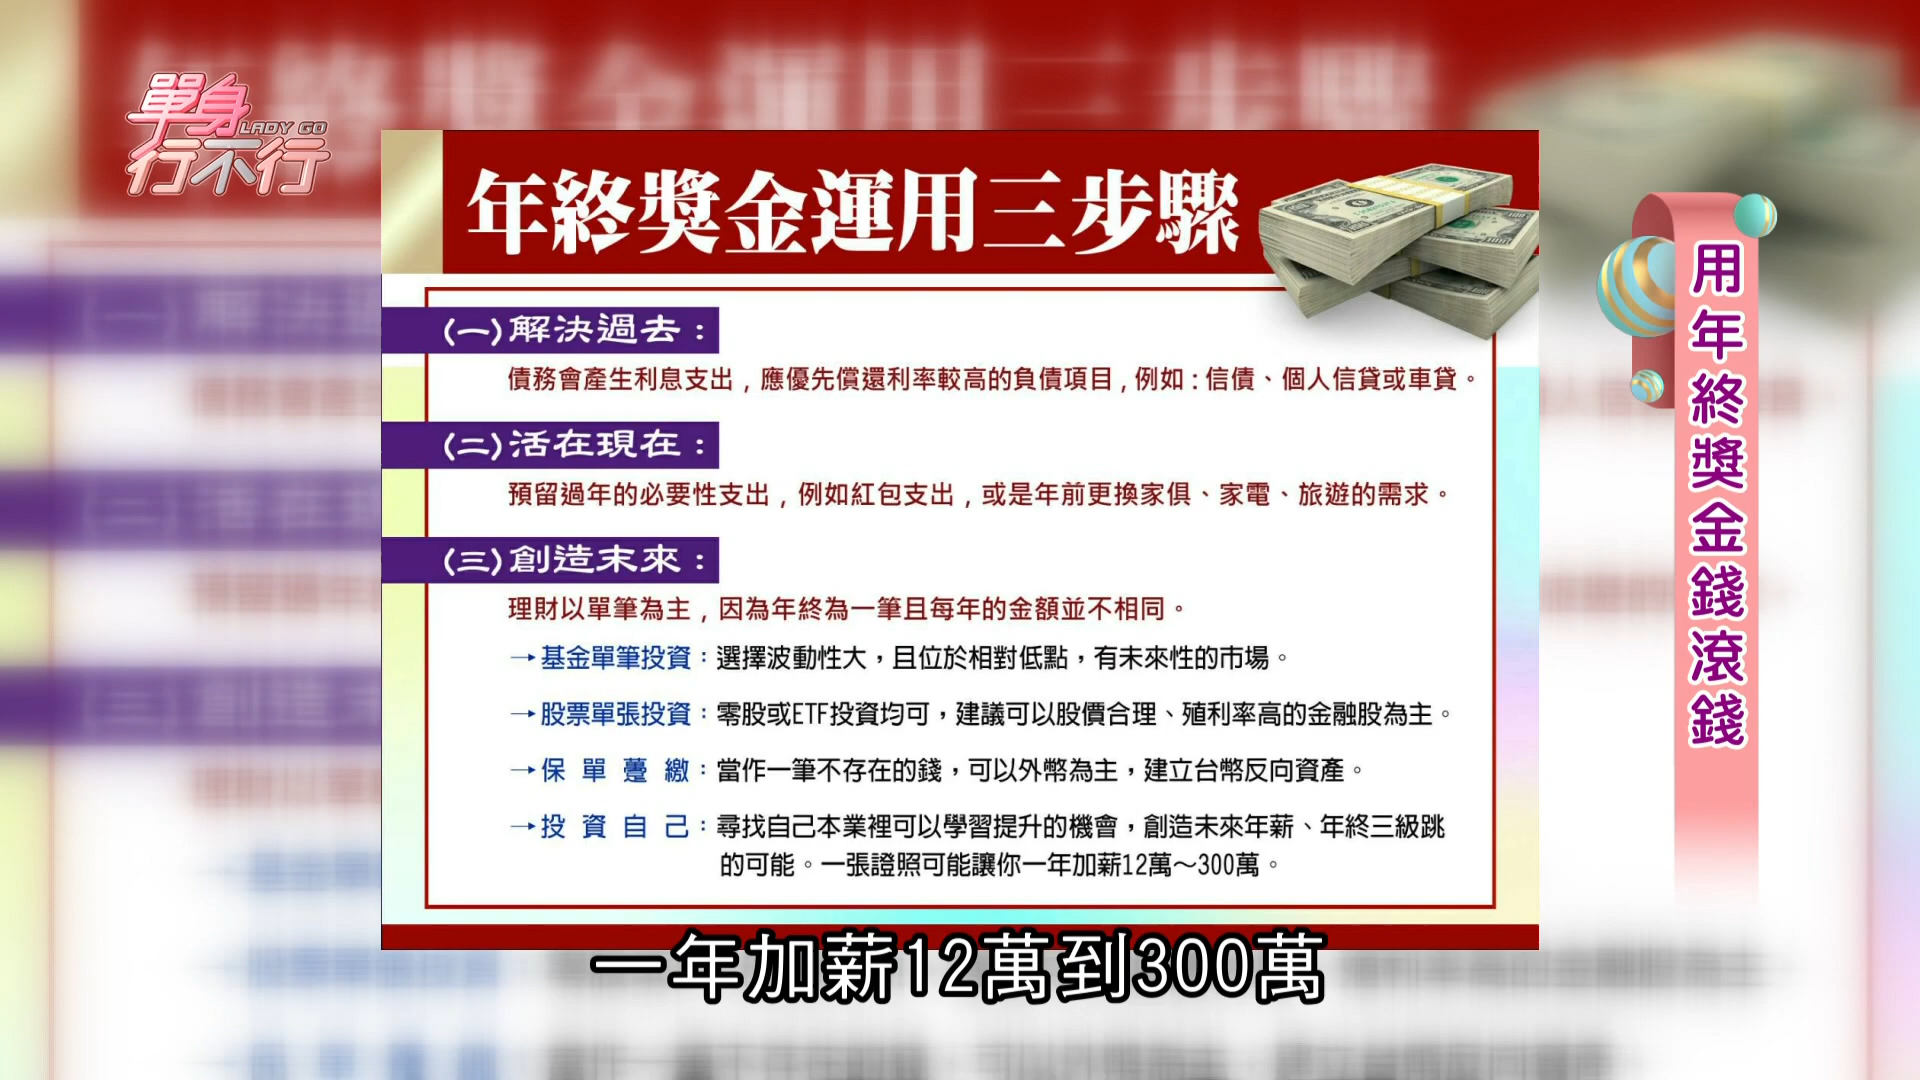 單身
LADY GO
行不行
年終獎金運用三步驟
(一)解決過去：
債務會產生利息支出，應優先償還利率較高的負債項目，例如：信債、個人信貸或車貸。
(二)活在現在：
預留過年的必要性支出，例如紅包支出，或是年前更換家俱、家電、旅遊的需求。
(三)創造未來：
理財以單筆為主，因為年終為一筆且每年的金額並不相同。
→基金單筆投資：選擇波動性大，且位於相對低點，有未來性的市場。
→股票單張投資：零股或ETF投資均可，建議可以股價合理、殖利率高的金融股為主。
→保單躉繳：當作一筆不存在的錢，可以外幣為主，建立台幣反向資產。
→投資自己：尋找自己本業裡可以學習提升的機會，創造未來年薪、年終三級跳
的可能。一張證照可能讓你一年加薪12萬～300萬。
用年終獎金錢滾錢
一年加薪12萬到300萬